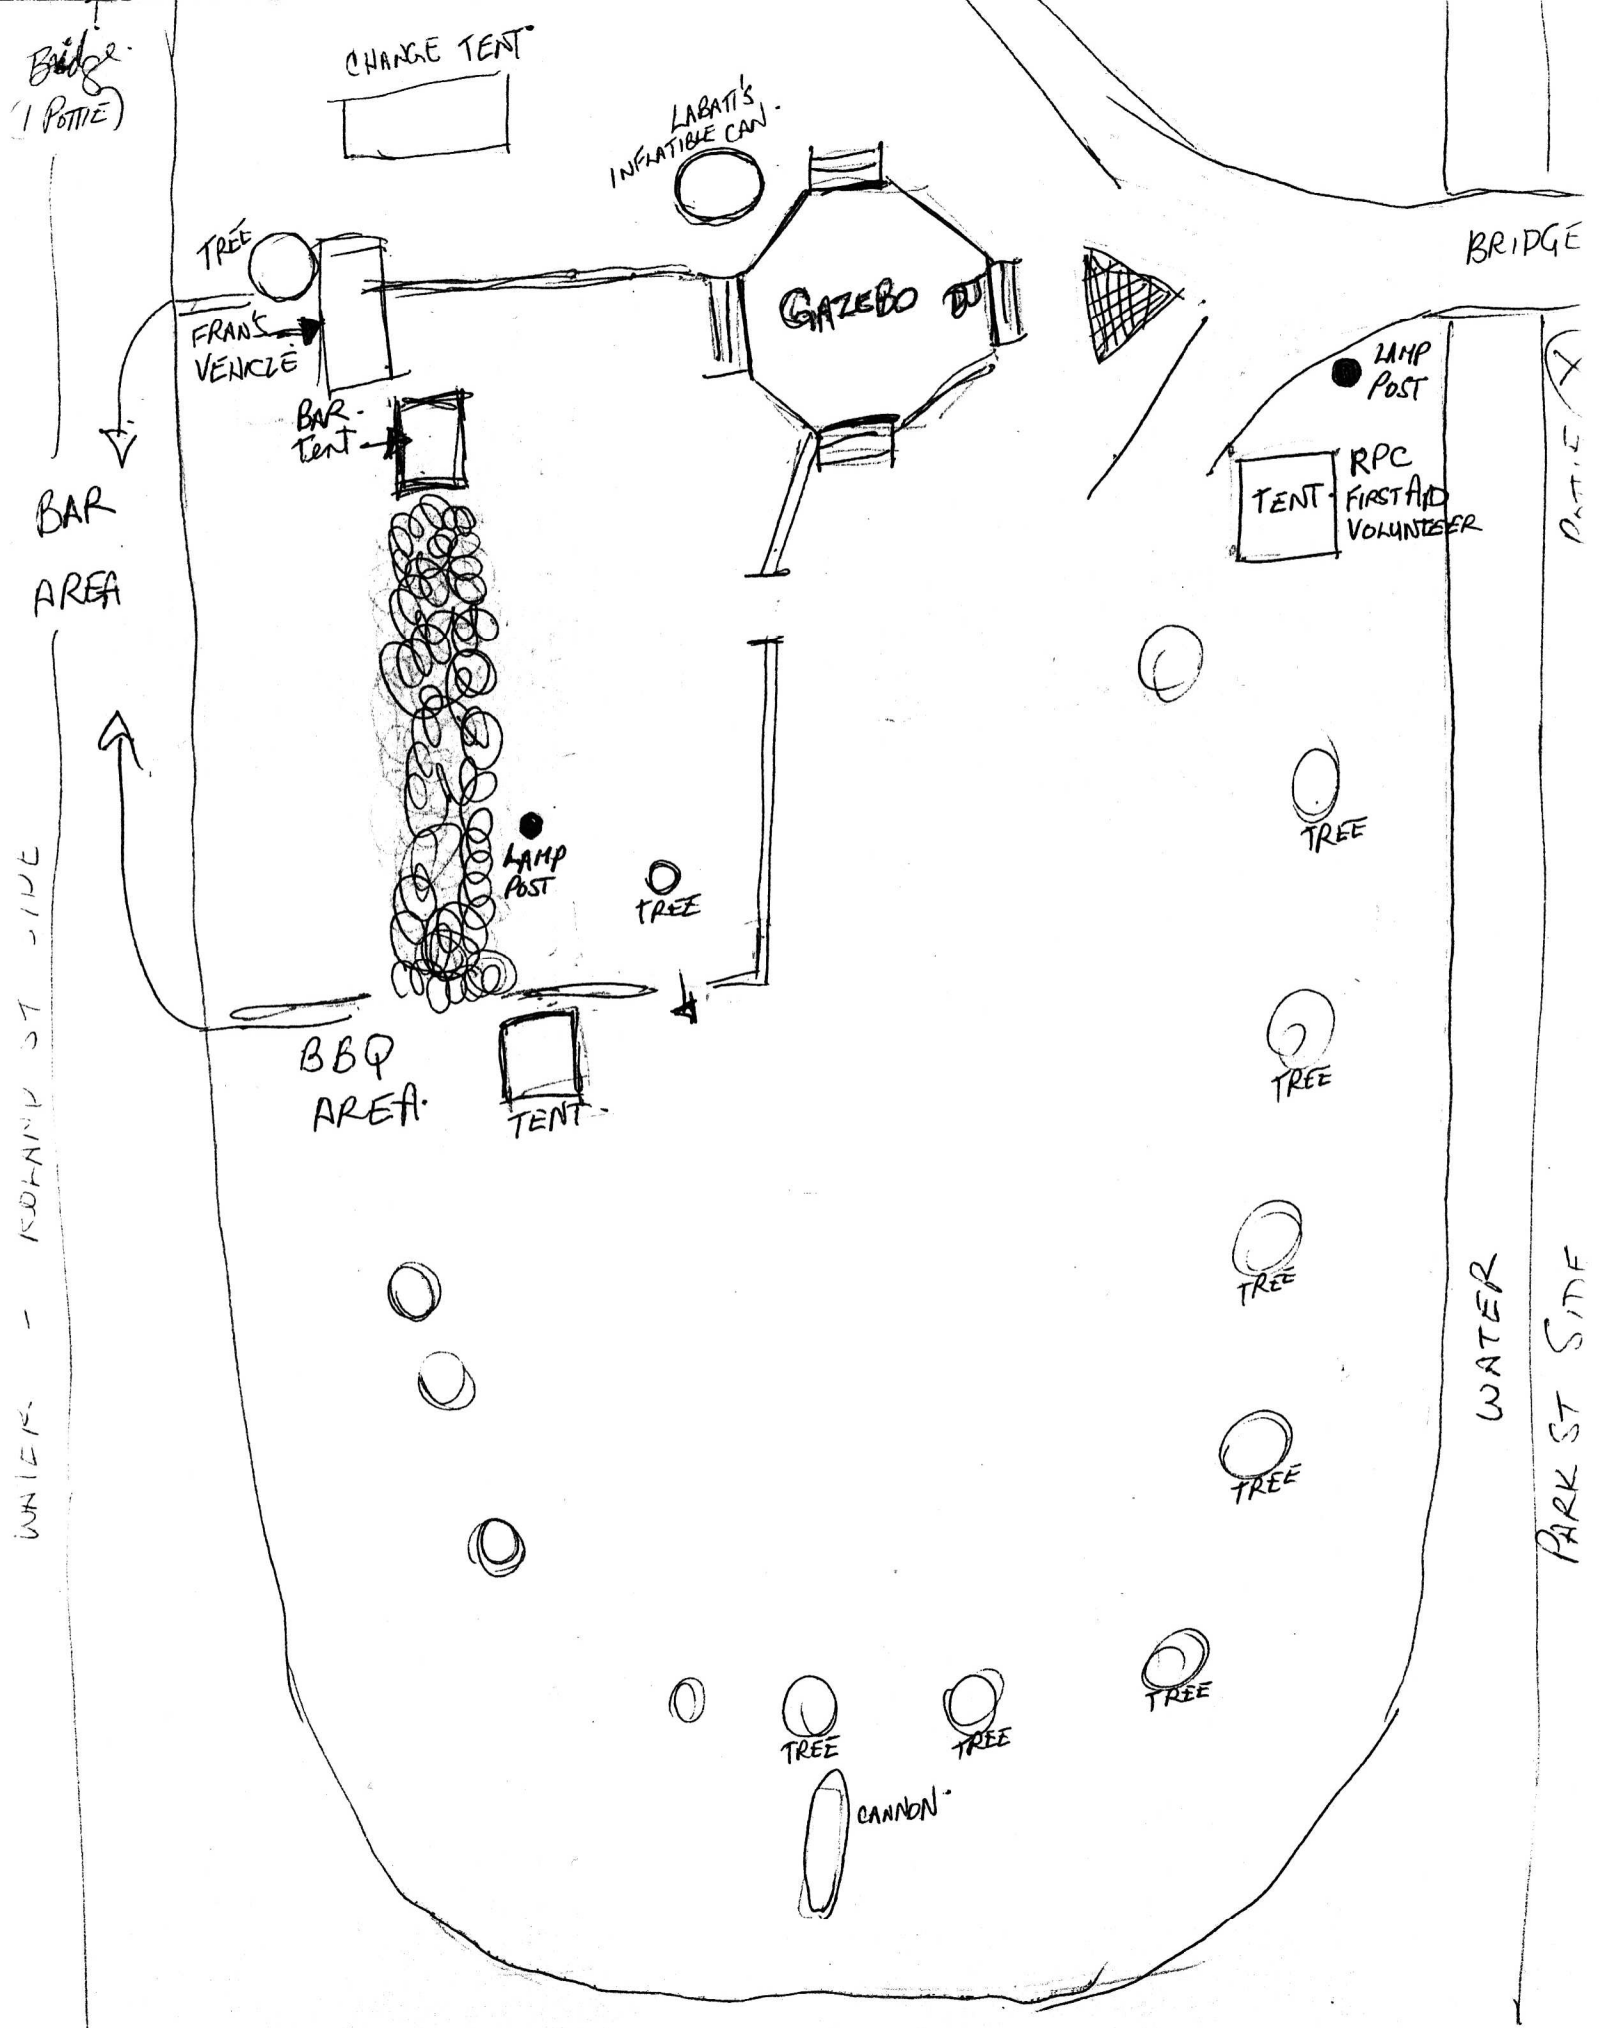 Bridge.
(1 POTTIE)
CHANGE TENT
LABATT'S
INFLATIBLE CAN.
TREE
FRAN'S
VEHICLE
BAR-
Tent
GAZEBO DJ
BRIDGE
LAMP
POST
POTTIE X
TENT
RPC
FIRST AID
VOLUNTEER
BAR
AREA
TREE
LAMP
POST
TREE
BBQ
AREA.
TENT.
TREE
TREE
TREE
WATER
PARK ST SIDE
WATER - ROLAND ST SIDE
TREE
TREE
TREE
CANNON.